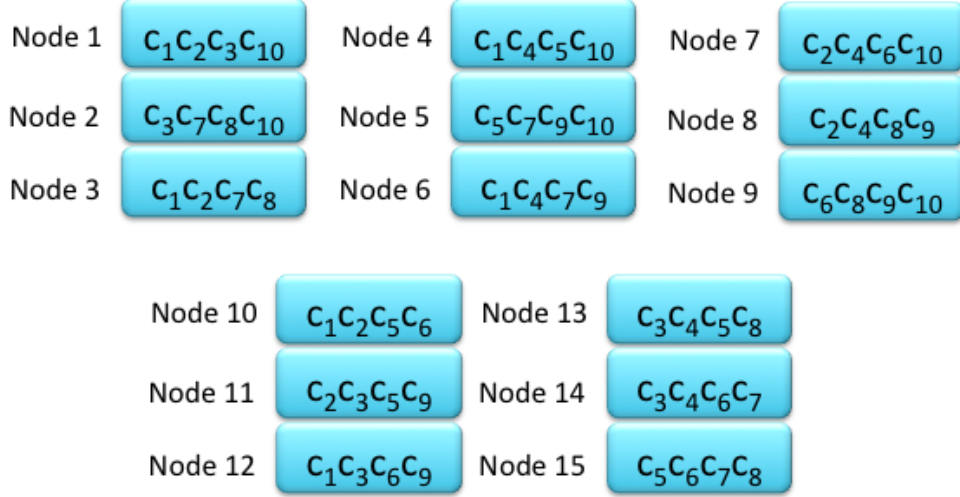 Node 1 C₁C₂C₃C₁₀ Node 4 C₁C₄C₅C₁₀ Node 7 C₂C₄C₆C₁₀
Node 2 C₃C₇C₈C₁₀ Node 5 C₅C₇C₉C₁₀ Node 8 C₂C₄C₈C₉
Node 3 C₁C₂C₇C₈ Node 6 C₁C₄C₇C₉ Node 9 C₆C₈C₉C₁₀
Node 10 C₁C₂C₅C₆ Node 13 C₃C₄C₅C₈
Node 11 C₂C₃C₅C₉ Node 14 C₃C₄C₆C₇
Node 12 C₁C₃C₆C₉ Node 15 C₅C₆C₇C₈